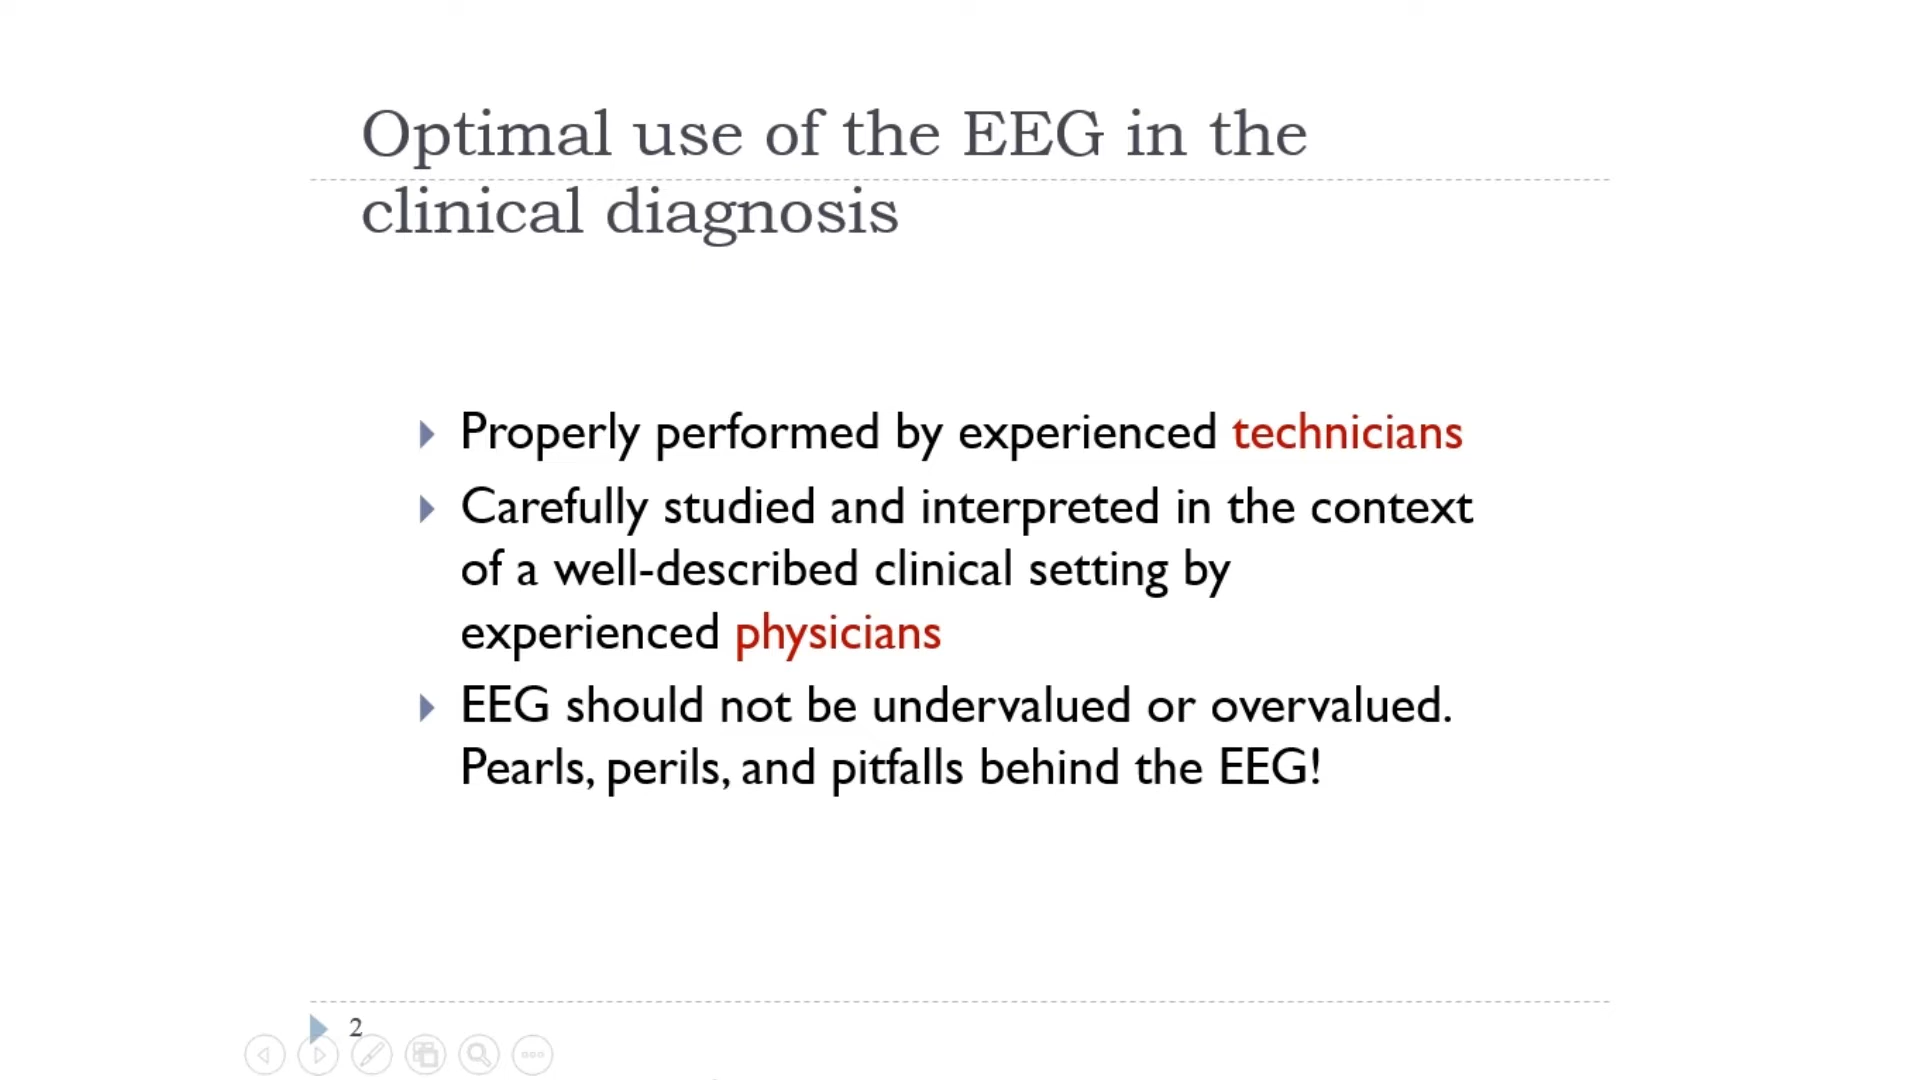 Optimal use of the EEG in the
clinical diagnosis
Properly performed by experienced technicians
Carefully studied and interpreted in the context
of a well-described clinical setting by
experienced physicians
EEG should not be undervalued or overvalued.
Pearls, perils, and pitfalls behind the EEG!
2